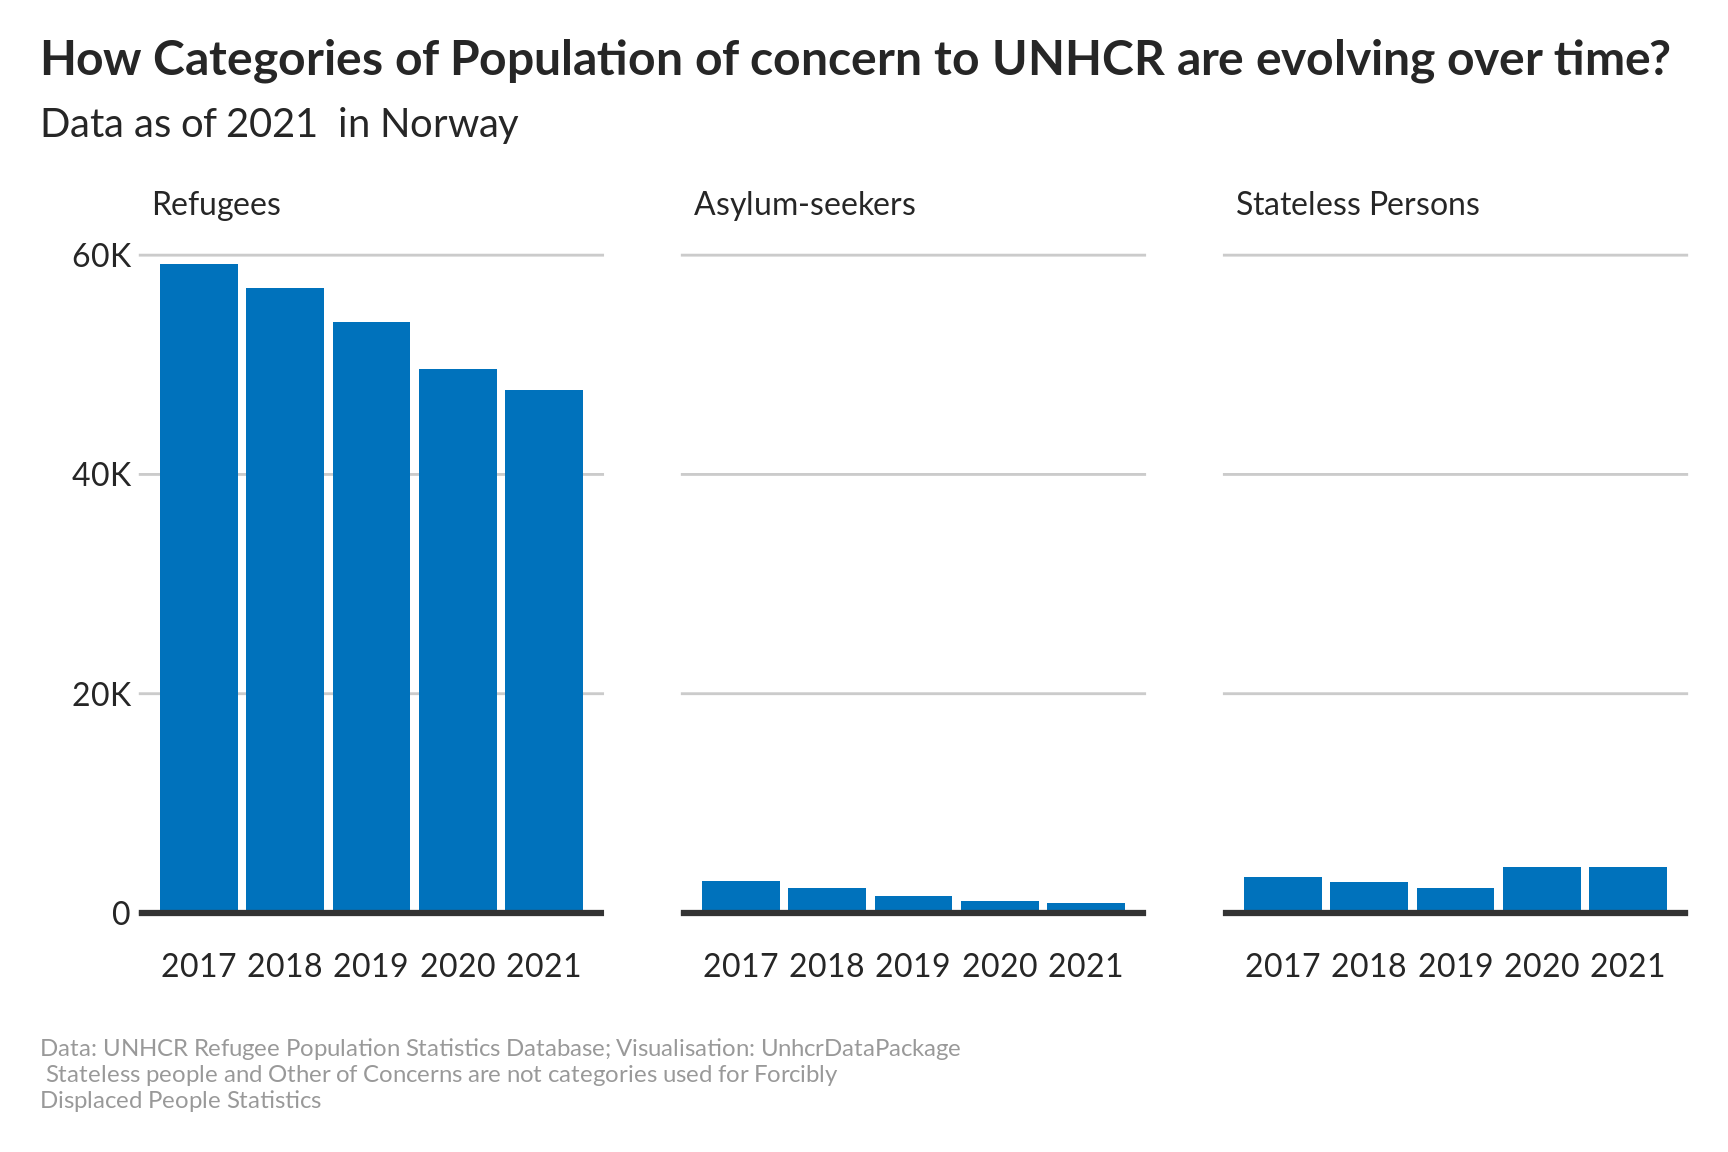 How Categories of Population of concern to UNHCR are evolving over time?
Data as of 2021  in Norway
Refugees
Asylum-seekers
Stateless Persons
60K
40K
20K
0
2017 2018 2019 2020 2021
2017 2018 2019 2020 2021
2017 2018 2019 2020 2021
Data: UNHCR Refugee Population Statistics Database; Visualisation: UnhcrDataPackage
Stateless people and Other of Concerns are not categories used for Forcibly
Displaced People Statistics